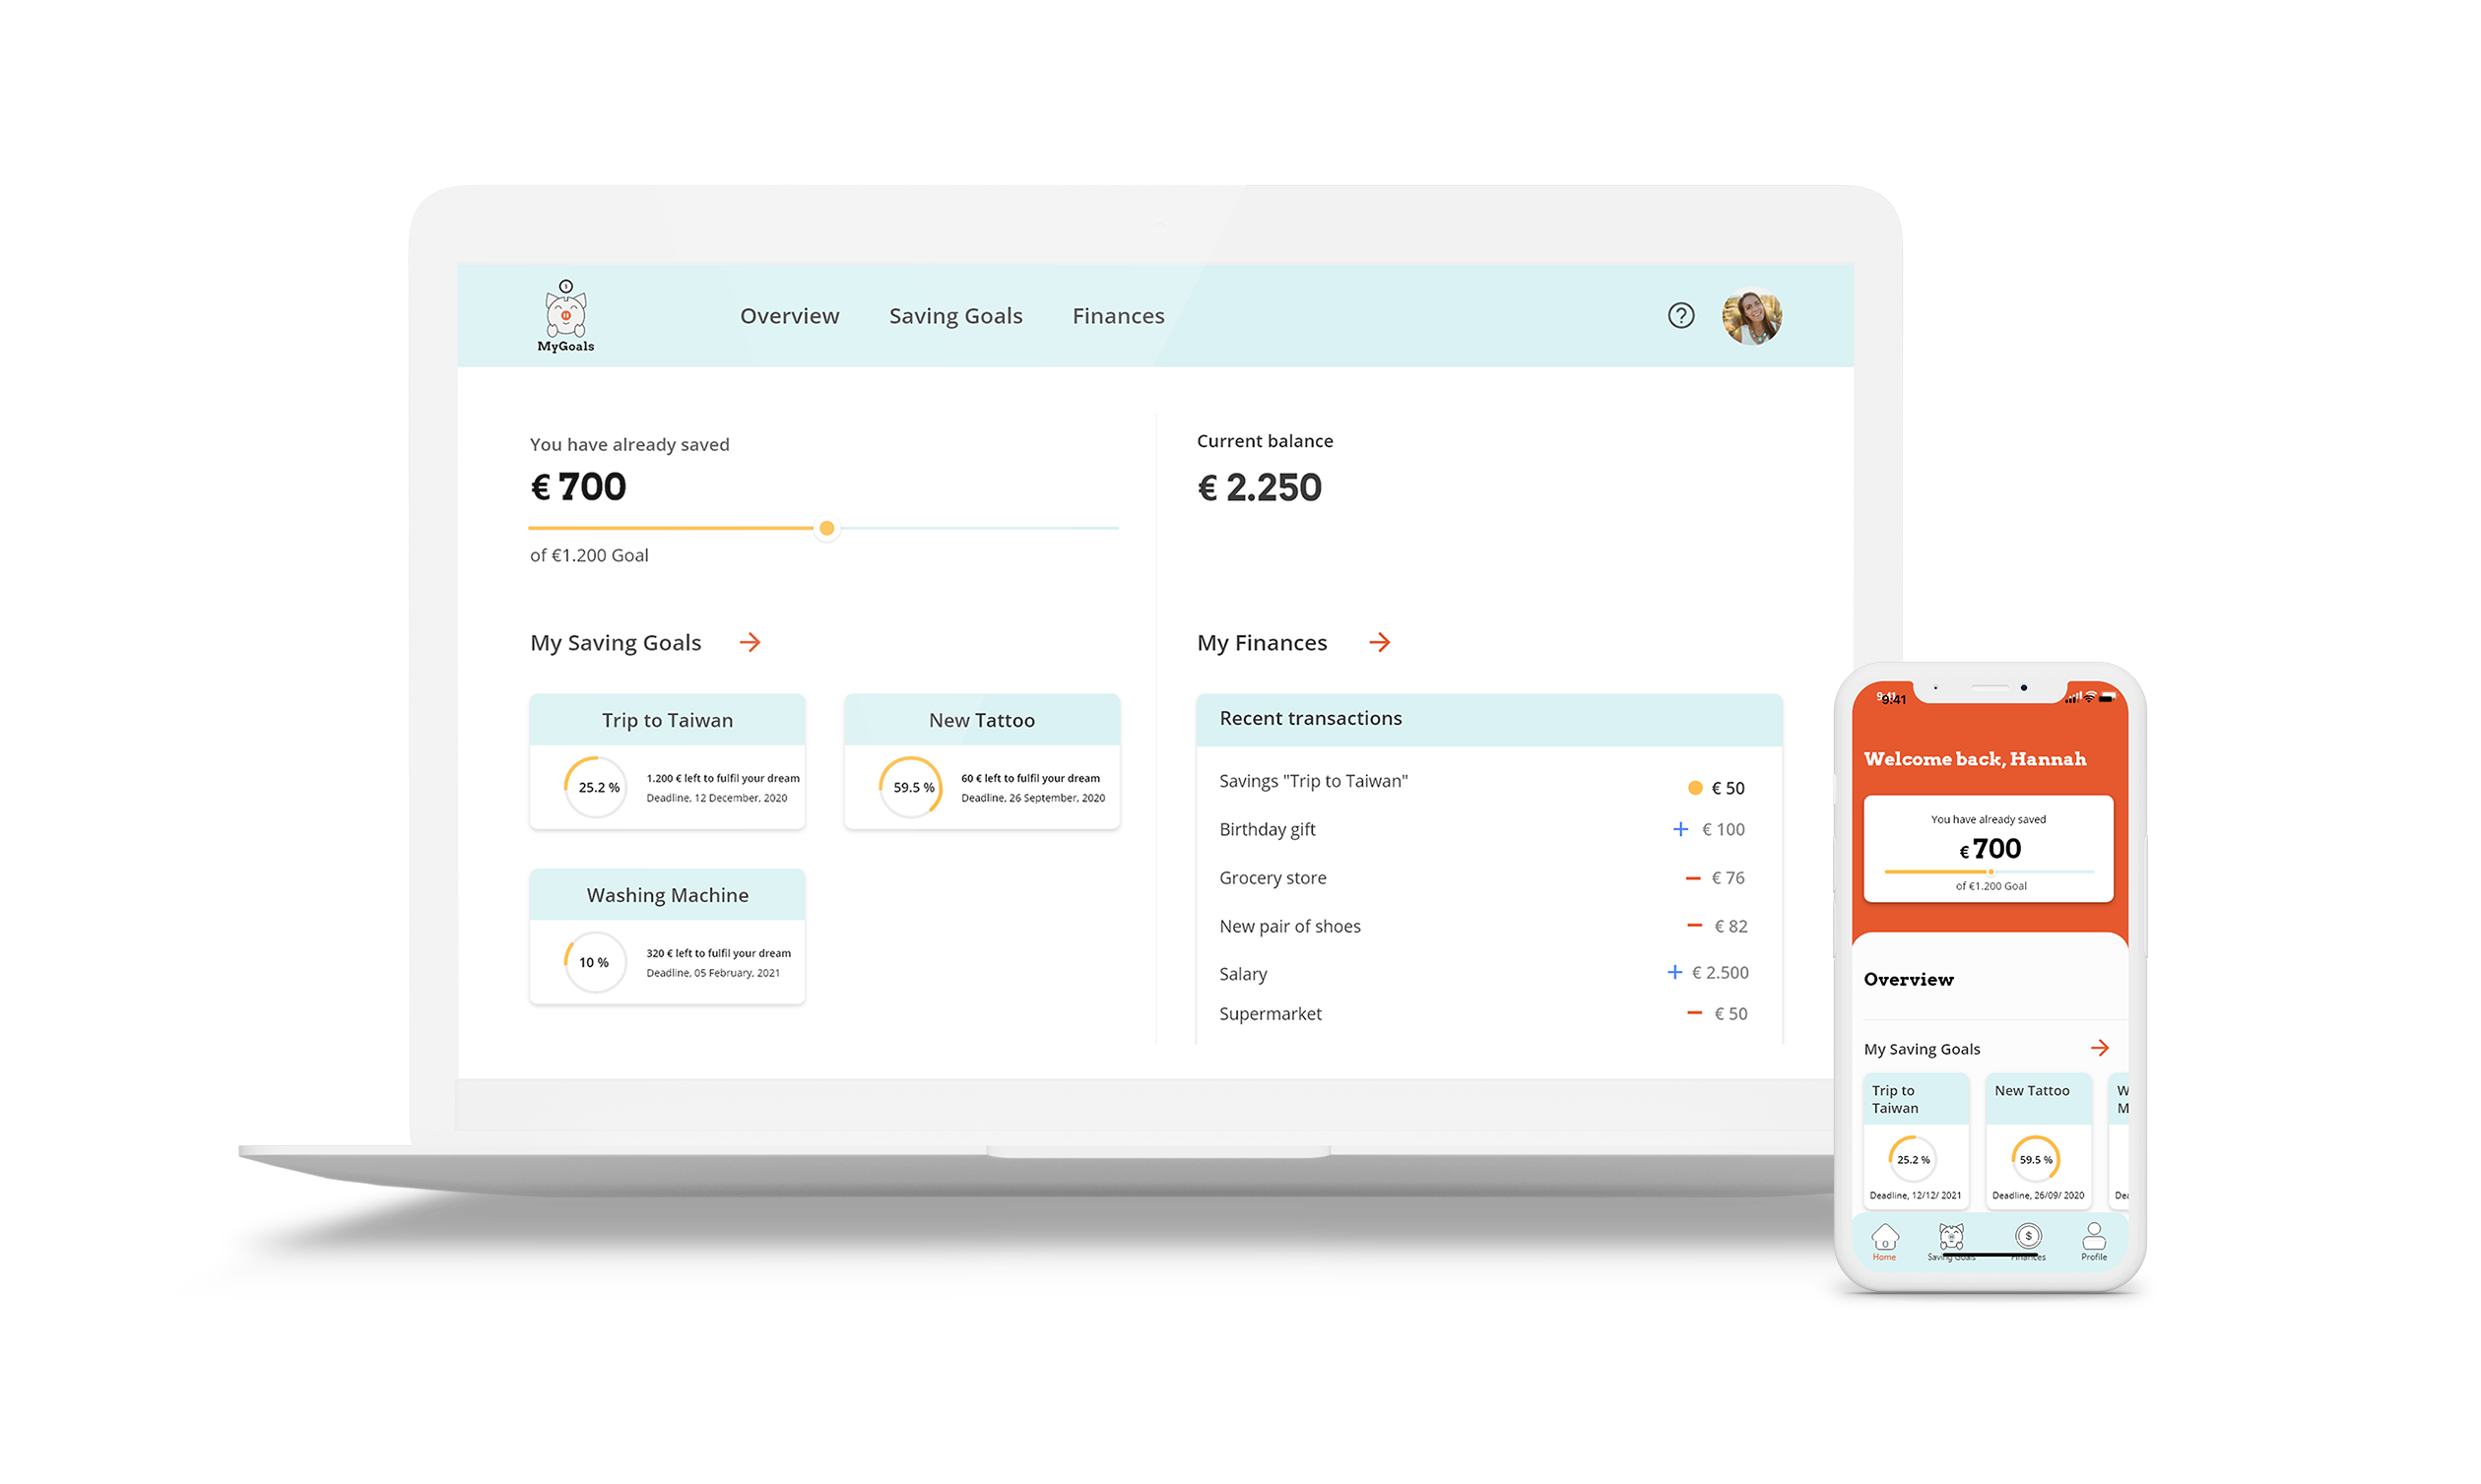 MyGoals
Overview
Saving Goals
Finances
You have already saved
€ 700
of €1.200 Goal
Current balance
€ 2.250
My Saving Goals
Trip to Taiwan
25.2 %
1.200 € left to fulfil your dream
Deadline, 12 December, 2020
New Tattoo
59.5 %
60 € left to fulfil your dream
Deadline, 26 September, 2020
Washing Machine
10 %
320 € left to fulfil your dream
Deadline, 05 February, 2021
My Finances
Recent transactions
Savings "Trip to Taiwan" € 50
Birthday gift + € 100
Grocery store — € 76
New pair of shoes — € 82
Salary + € 2.500
Supermarket — € 50
9:41
9:41
Welcome back, Hannah
You have already saved
€ 700
of €1.200 Goal
Overview
My Saving Goals
Trip to
Taiwan
25.2 %
Deadline, 12/12/ 2021
New Tattoo
59.5 %
Deadline, 26/09/ 2020
W
M
Dea
Home
Saving Goals
Finances
Profile